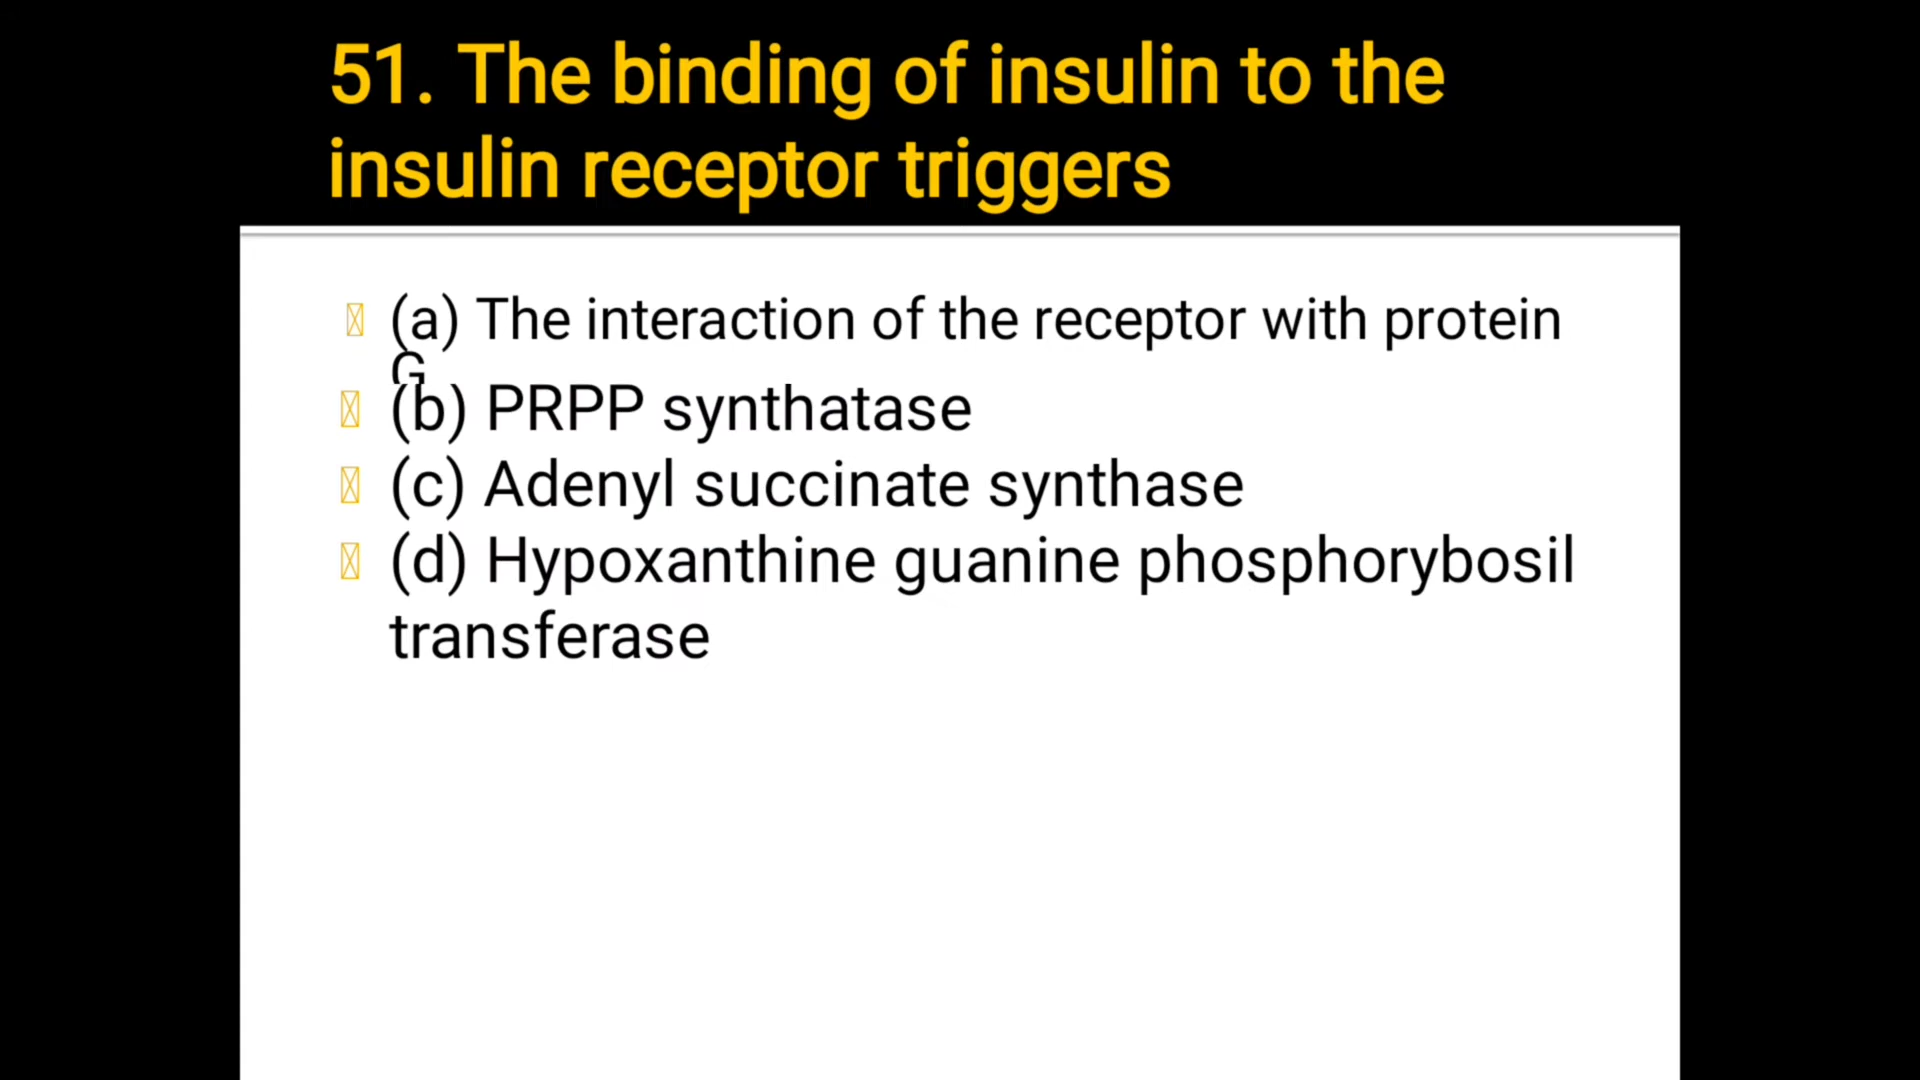 51. The binding of insulin to the
insulin receptor triggers
(a) The interaction of the receptor with protein
G
(b) PRPP synthatase
(c) Adenyl succinate synthase
(d) Hypoxanthine guanine phosphorybosil
transferase